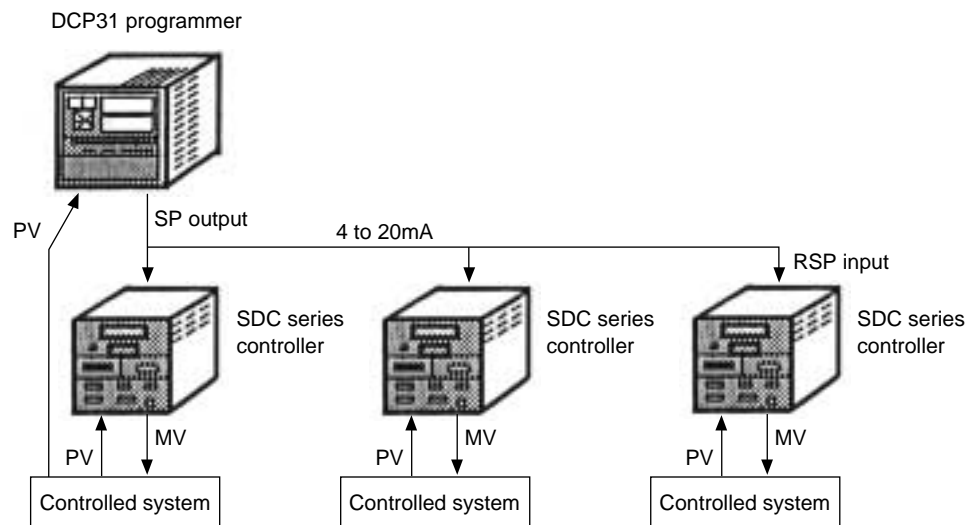 DCP31 programmer
PV
SP output
4 to 20mA
RSP input
SDC series
controller
SDC series
controller
SDC series
controller
PV
MV
PV
MV
PV
MV
Controlled system
Controlled system
Controlled system